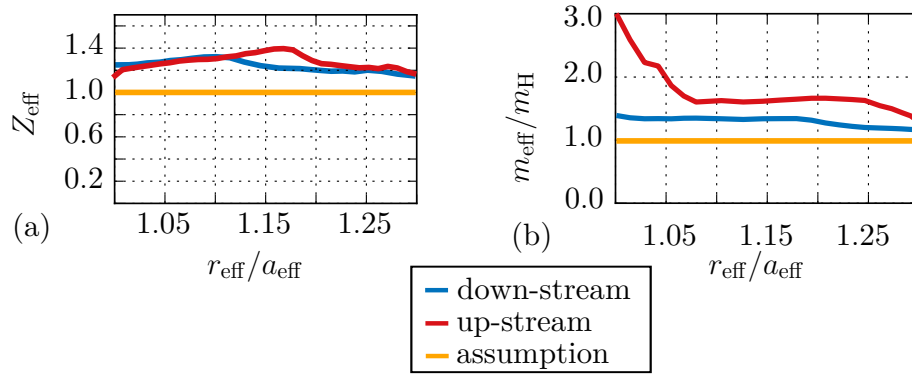 1.4
1.0
0.6
0.2
Z_eff
1.05 1.15 1.25
r_eff/a_eff
(a)
3.0
2.0
1.0
0.0
m_eff/m_H
1.05 1.15 1.25
r_eff/a_eff
(b)
down-stream
up-stream
assumption